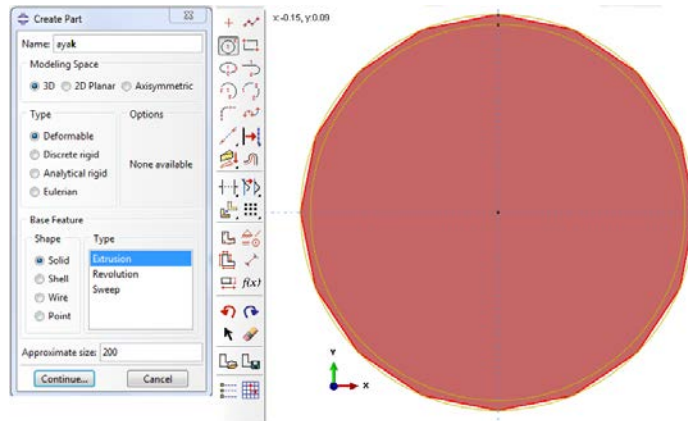 Create Part
Name: ayak
Modeling Space
3D 2D Planar Axisymmetric
Type
Deformable
Discrete rigid
Analytical rigid
Eulerian
Options
None available
Base Feature
Shape
Solid
Shell
Wire
Point
Type
Extrusion
Revolution
Sweep
Approximate size: 200
Continue... Cancel
f(x)
x:-0.15, y:0.09
Y
X